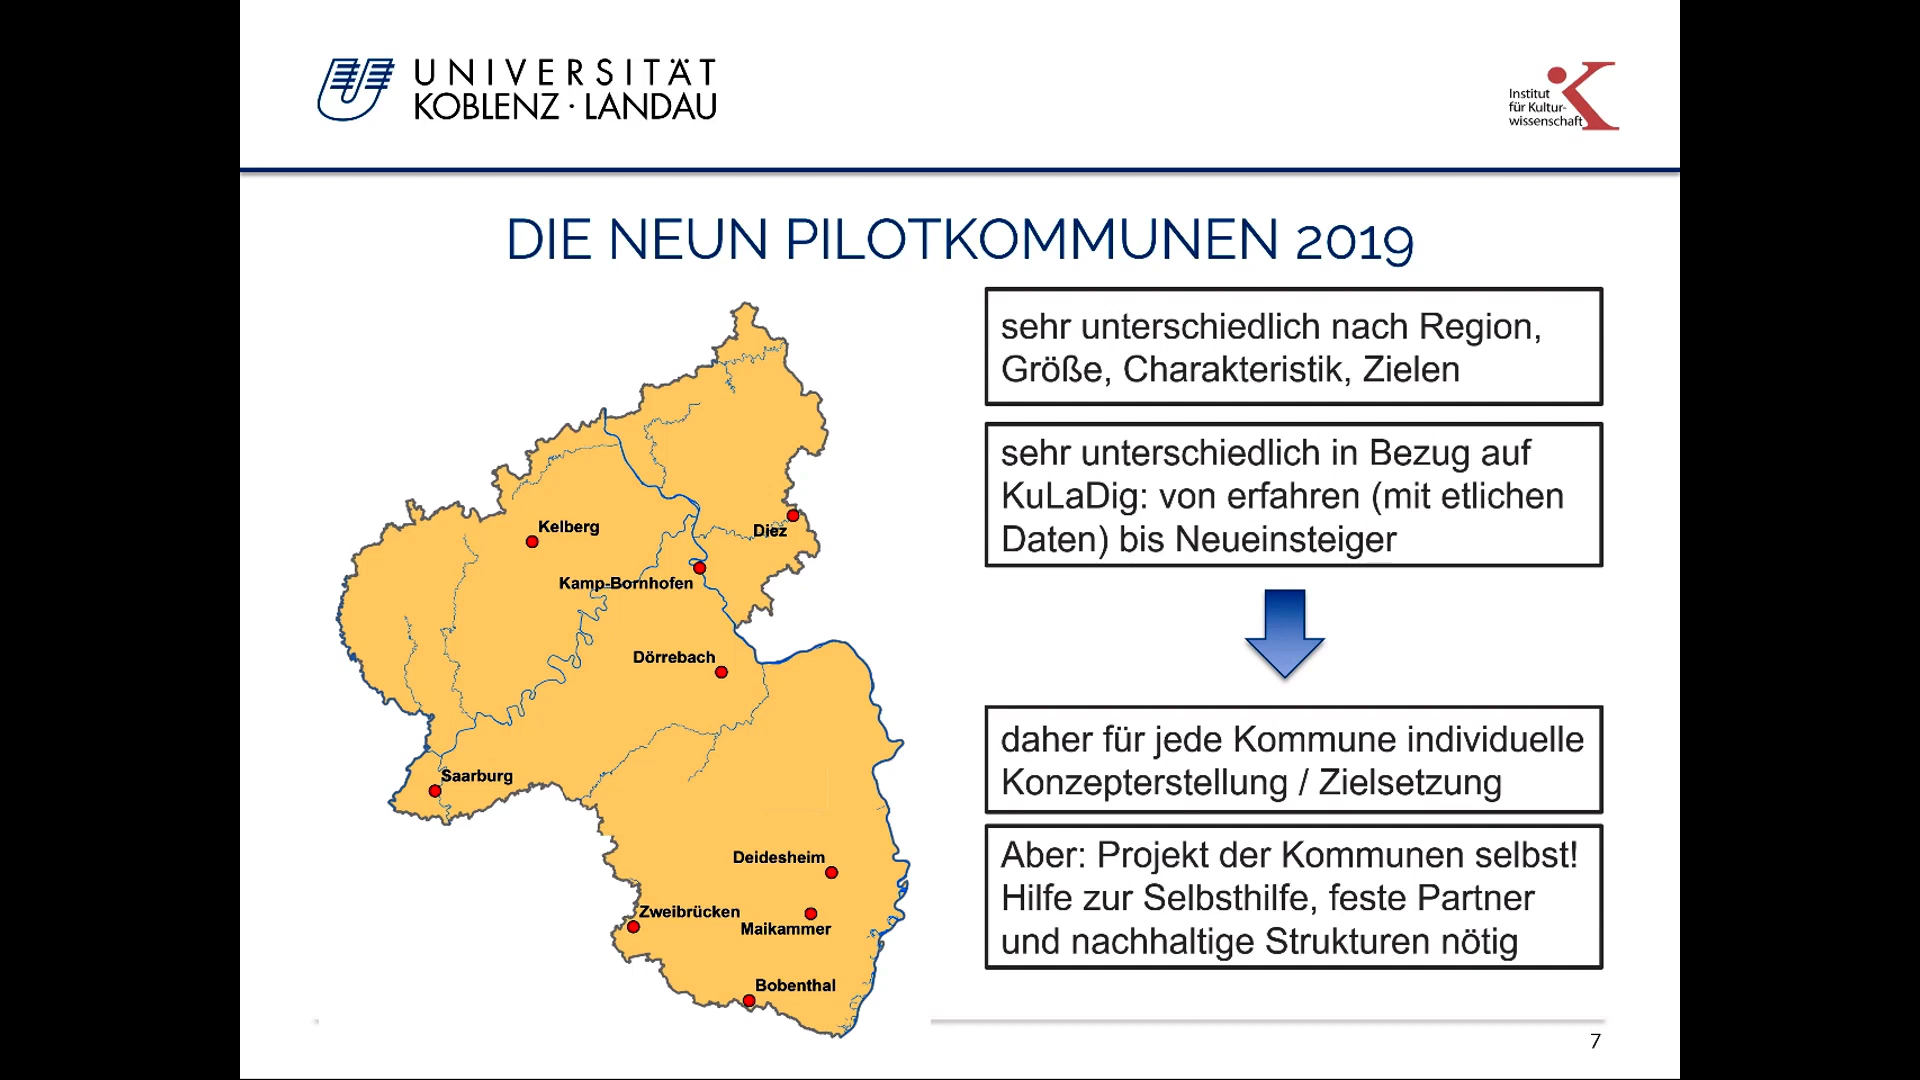 UNIVERSITÄT
KOBLENZ · LANDAU
Institut
für Kultur-
wissenschaft
DIE NEUN PILOTKOMMUNEN 2019
Kelberg
Diez
Kamp-Bornhofen
Dörrebach
Saarburg
Deidesheim
Zweibrücken
Maikammer
Bobenthal
sehr unterschiedlich nach Region,
Größe, Charakteristik, Zielen
sehr unterschiedlich in Bezug auf
KuLaDig: von erfahren (mit etlichen
Daten) bis Neueinsteiger
daher für jede Kommune individuelle
Konzepterstellung / Zielsetzung
Aber: Projekt der Kommunen selbst!
Hilfe zur Selbsthilfe, feste Partner
und nachhaltige Strukturen nötig
7